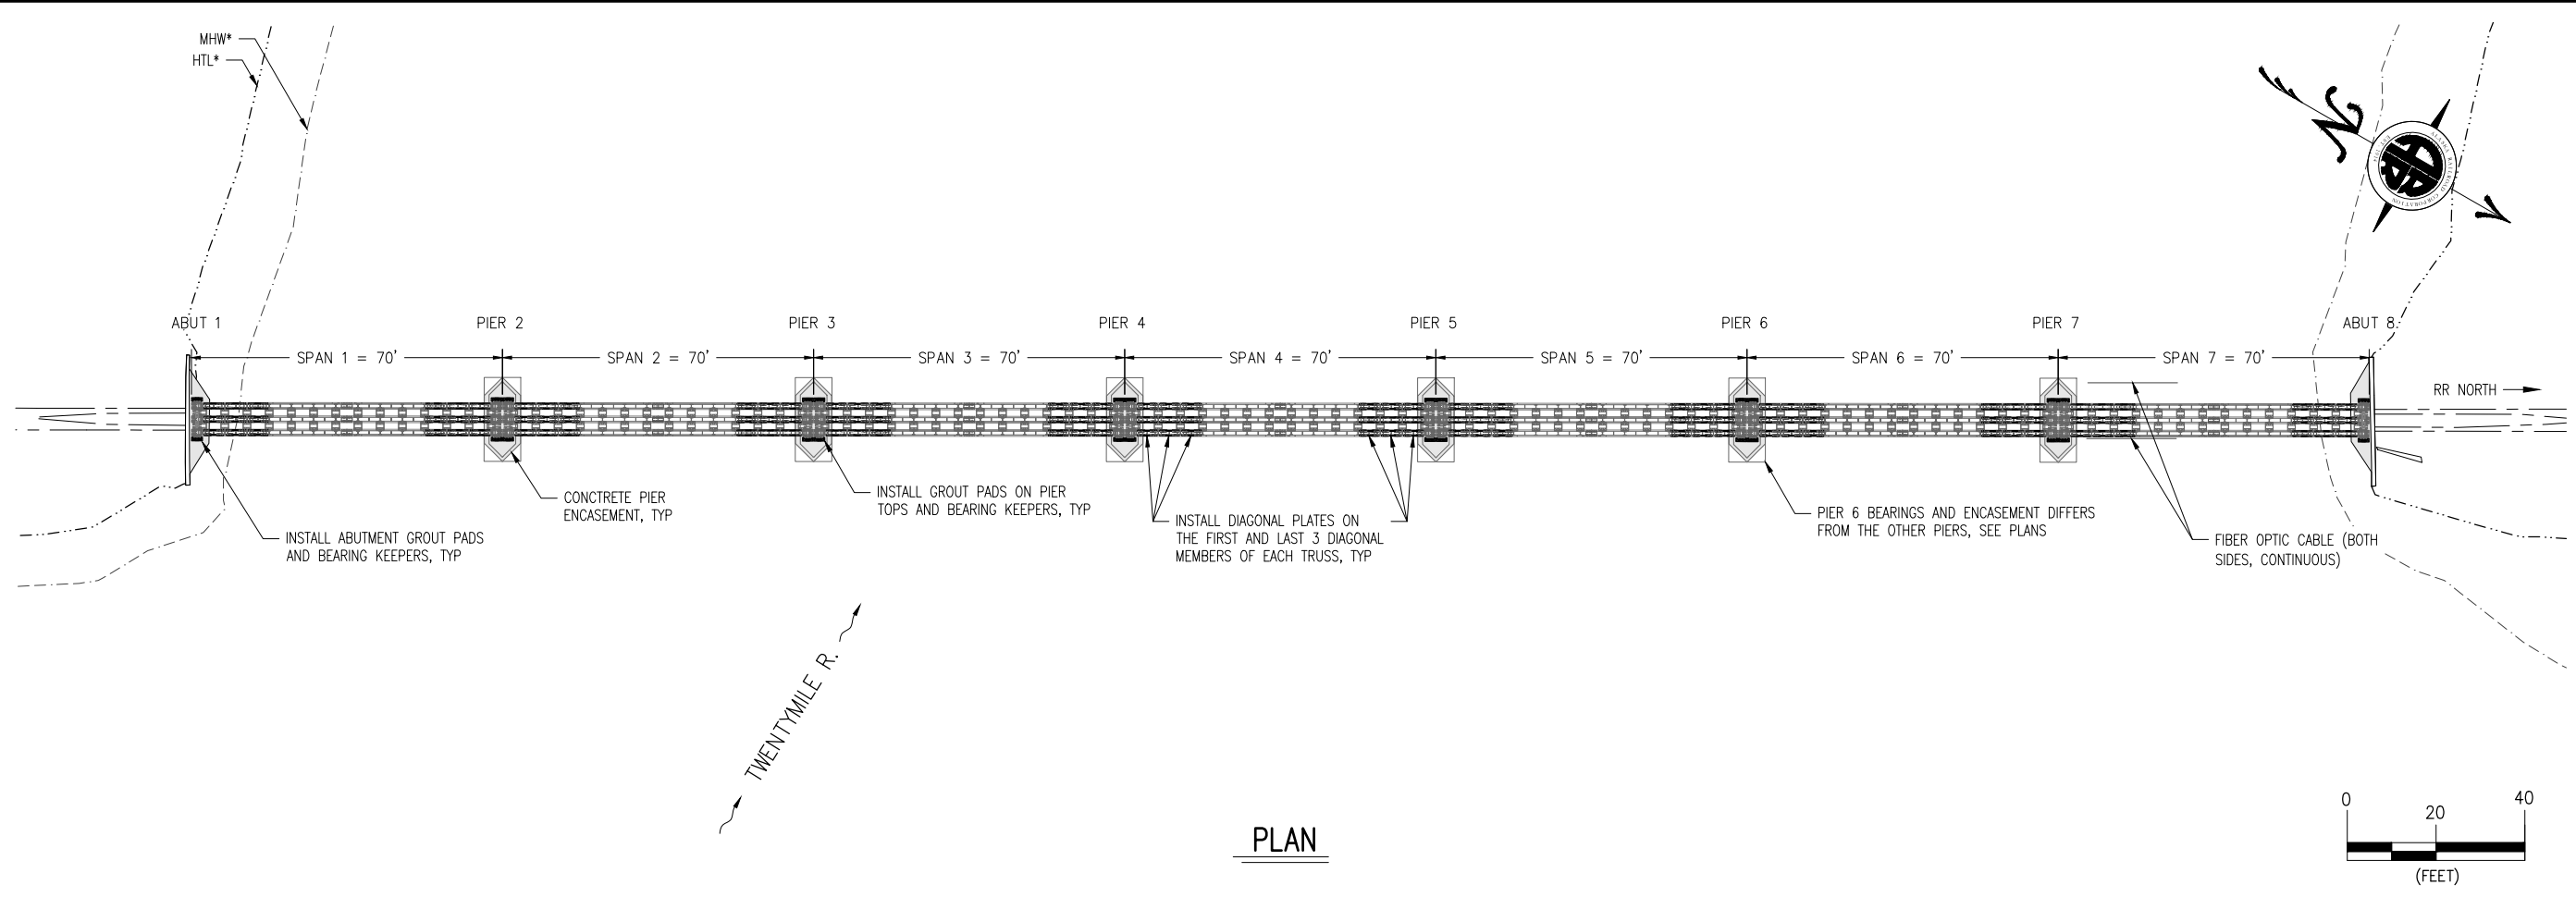 MHW*
HTL*
N
ABUT 1
PIER 2
PIER 3
PIER 4
PIER 5
PIER 6
PIER 7
ABUT 8
SPAN 1 = 70'
SPAN 2 = 70'
SPAN 3 = 70'
SPAN 4 = 70'
SPAN 5 = 70'
SPAN 6 = 70'
SPAN 7 = 70'
RR NORTH
INSTALL ABUTMENT GROUT PADS
AND BEARING KEEPERS, TYP
CONCTRETE PIER
ENCASEMENT, TYP
INSTALL GROUT PADS ON PIER
TOPS AND BEARING KEEPERS, TYP
INSTALL DIAGONAL PLATES ON
THE FIRST AND LAST 3 DIAGONAL
MEMBERS OF EACH TRUSS, TYP
PIER 6 BEARINGS AND ENCASEMENT DIFFERS
FROM THE OTHER PIERS, SEE PLANS
FIBER OPTIC CABLE (BOTH
SIDES, CONTINUOUS)
TWENTYMILE R.
PLAN
0
20
40
(FEET)